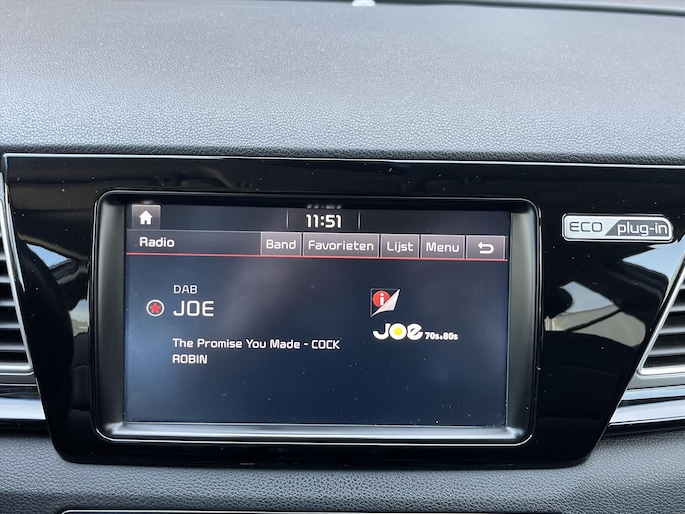 11:51
ECO plug-in
Radio Band Favorieten Lijst Menu
DAB
JOE
i
JOe 70s&80s
The Promise You Made - COCK
ROBIN